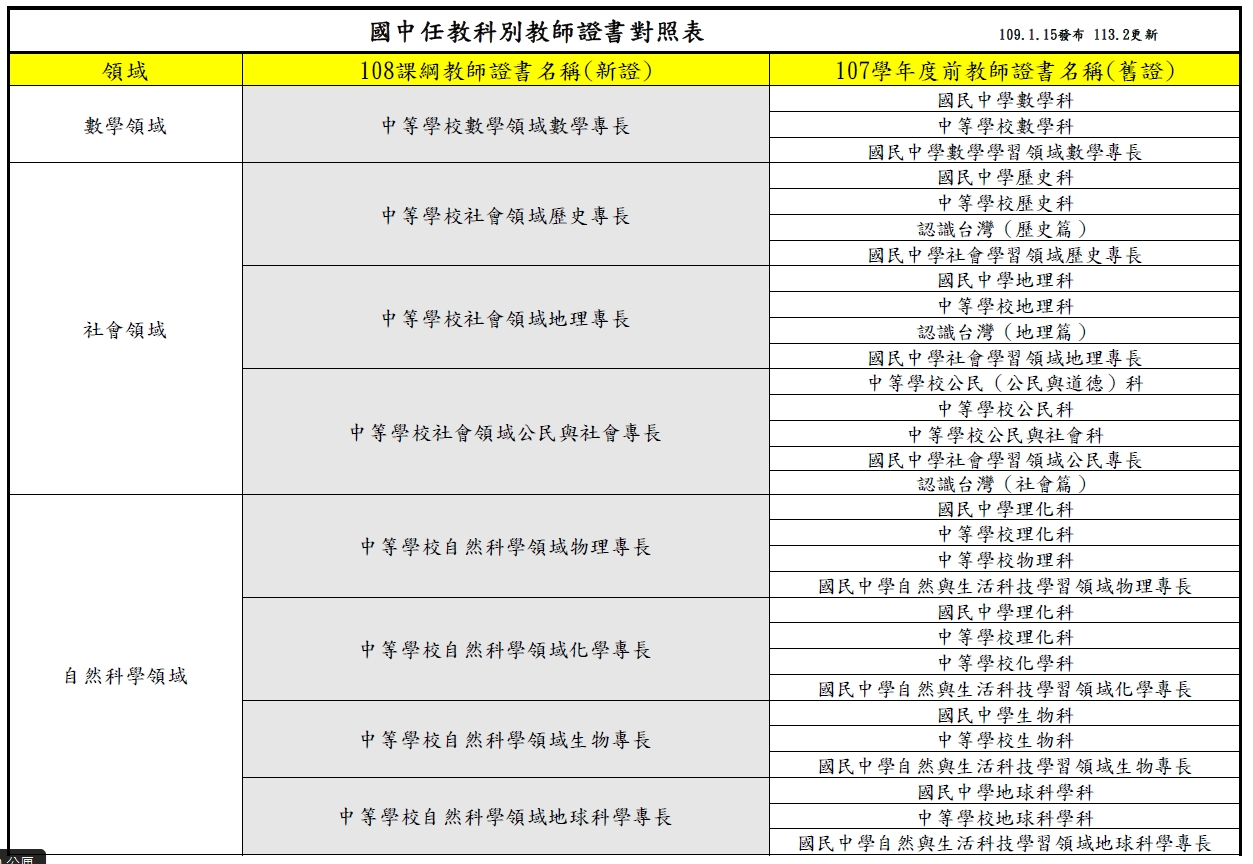 國中任教科別教師證書對照表 109.1.15發布 113.2更新
領域 108課綱教師證書名稱(新證) 107學年度前教師證書名稱(舊證)
數學領域
中等學校數學領域數學專長
國民中學數學科
中等學校數學科
國民中學數學學習領域數學專長
社會領域
中等學校社會領域歷史專長
國民中學歷史科
中等學校歷史科
認識台灣（歷史篇）
國民中學社會學習領域歷史專長
中等學校社會領域地理專長
國民中學地理科
中等學校地理科
認識台灣（地理篇）
國民中學社會學習領域地理專長
中等學校社會領域公民與社會專長
中等學校公民（公民與道德）科
中等學校公民科
中等學校公民與社會科
國民中學社會學習領域公民專長
認識台灣（社會篇）
自然科學領域
中等學校自然科學領域物理專長
國民中學理化科
中等學校理化科
中等學校物理科
國民中學自然與生活科技學習領域物理專長
中等學校自然科學領域化學專長
國民中學理化科
中等學校理化科
中等學校化學科
國民中學自然與生活科技學習領域化學專長
中等學校自然科學領域生物專長
國民中學生物科
中等學校生物科
國民中學自然與生活科技學習領域生物專長
中等學校自然科學領域地球科學專長
國民中學地球科學科
中等學校地球科學科
國民中學自然與生活科技學習領域地球科學專長
公厘